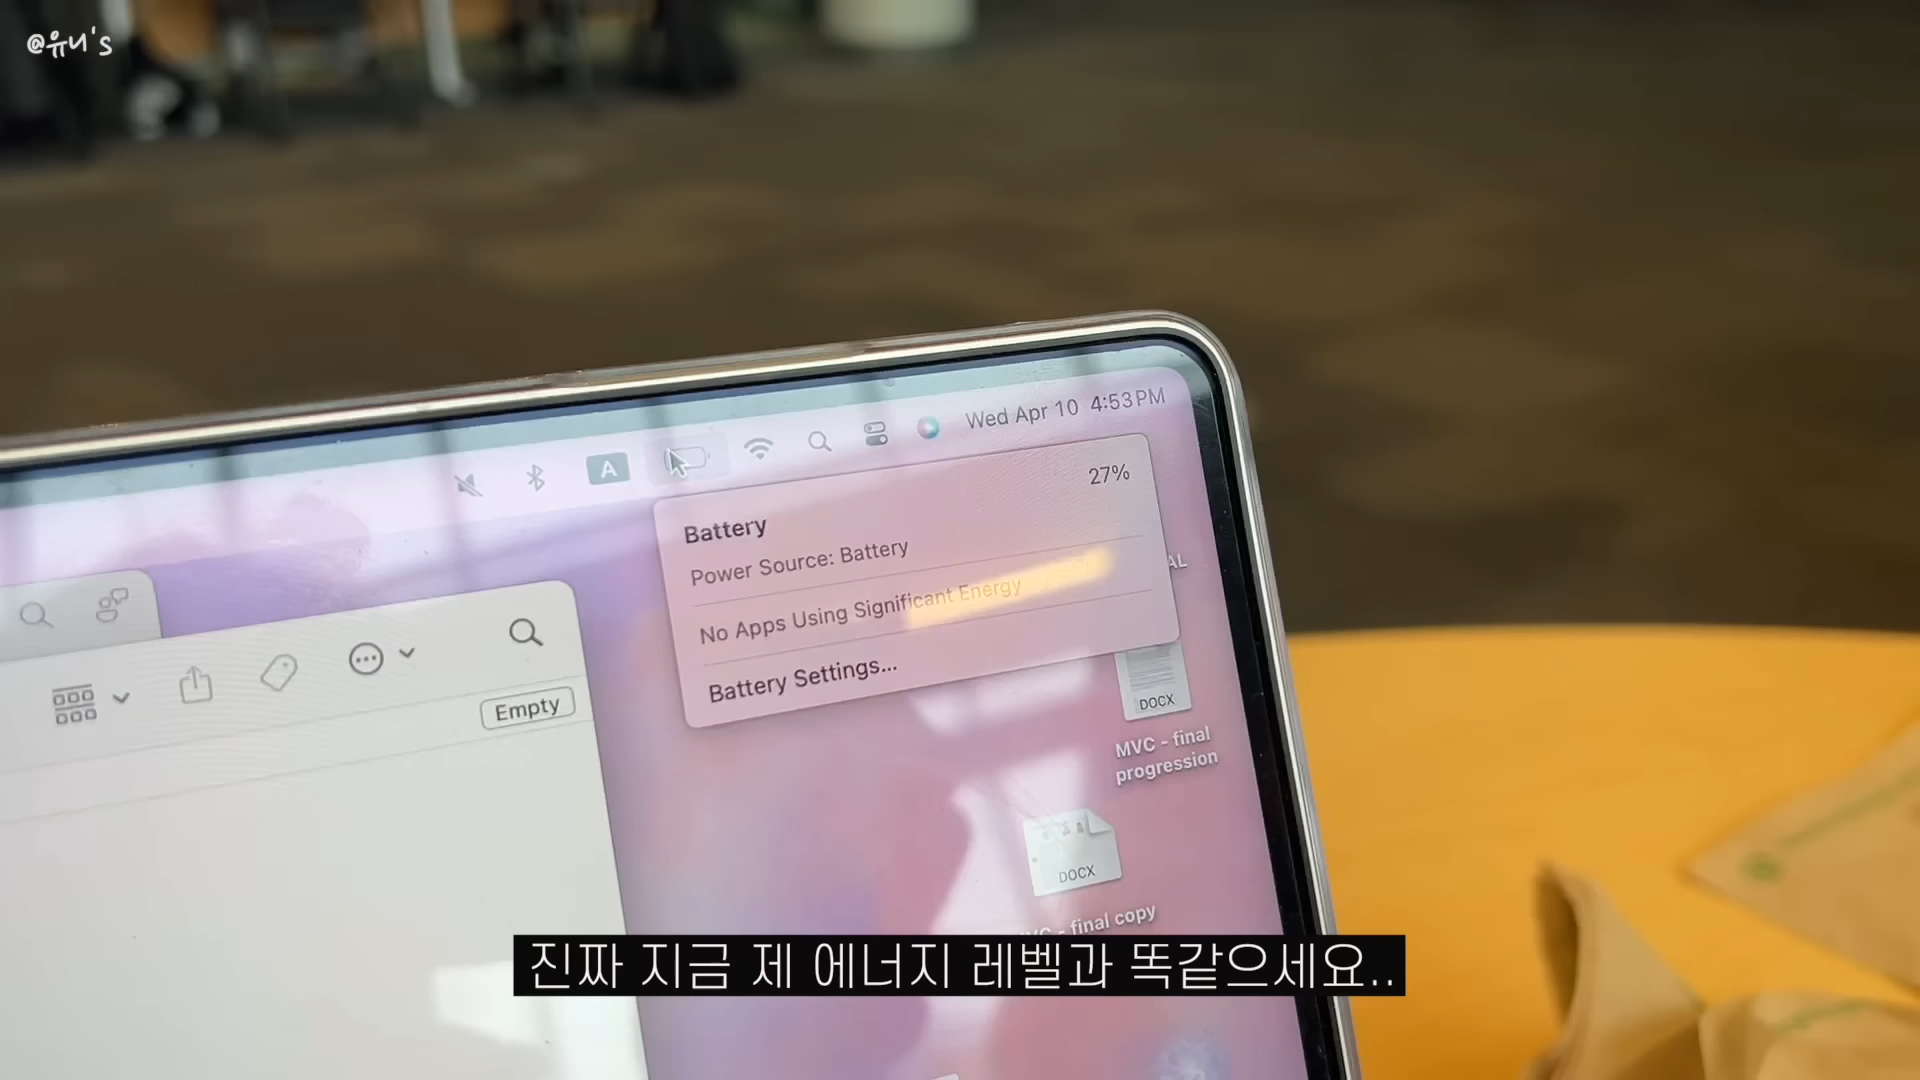 @유니's
Wed Apr 10 4:53PM
A
Battery 27%
Power Source: Battery
No Apps Using Significant Energy
Battery Settings...
Empty
AL
DOCX
MVC - final
progression
DOCX
- final copy
진짜 지금 제 에너지 레벨과 똑같으세요..